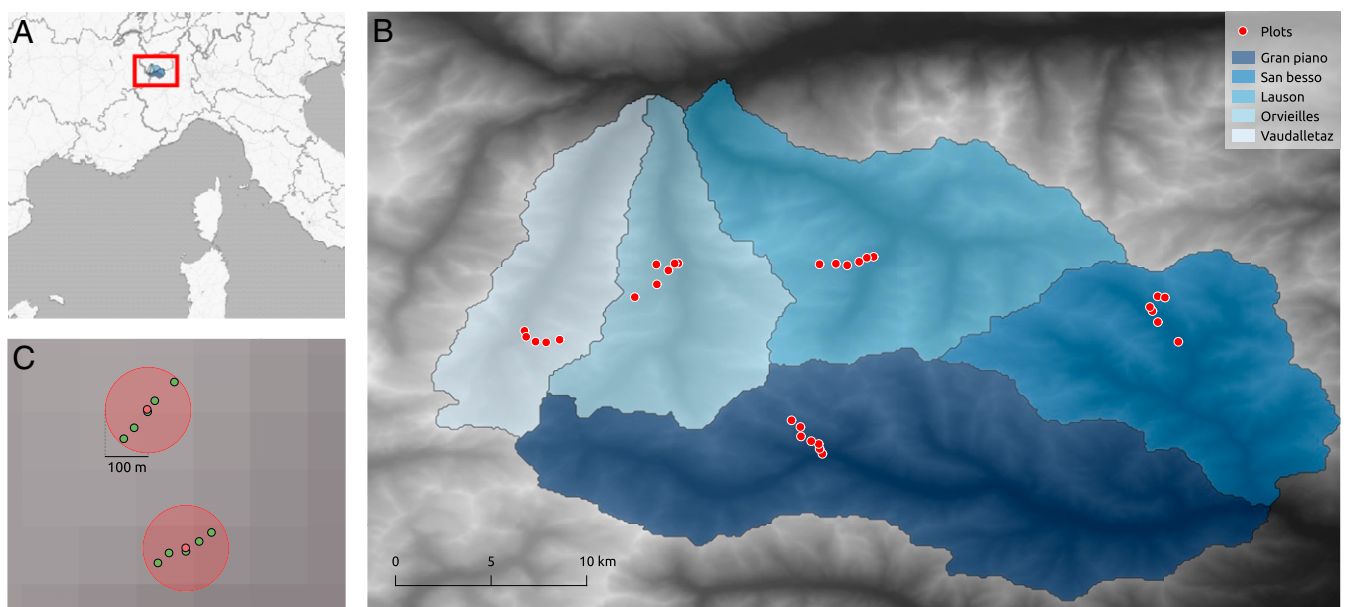 A
B
Plots
Gran piano
San besso
Lauson
Orvieilles
Vaudalletaz
C
100 m
0 5 10 km